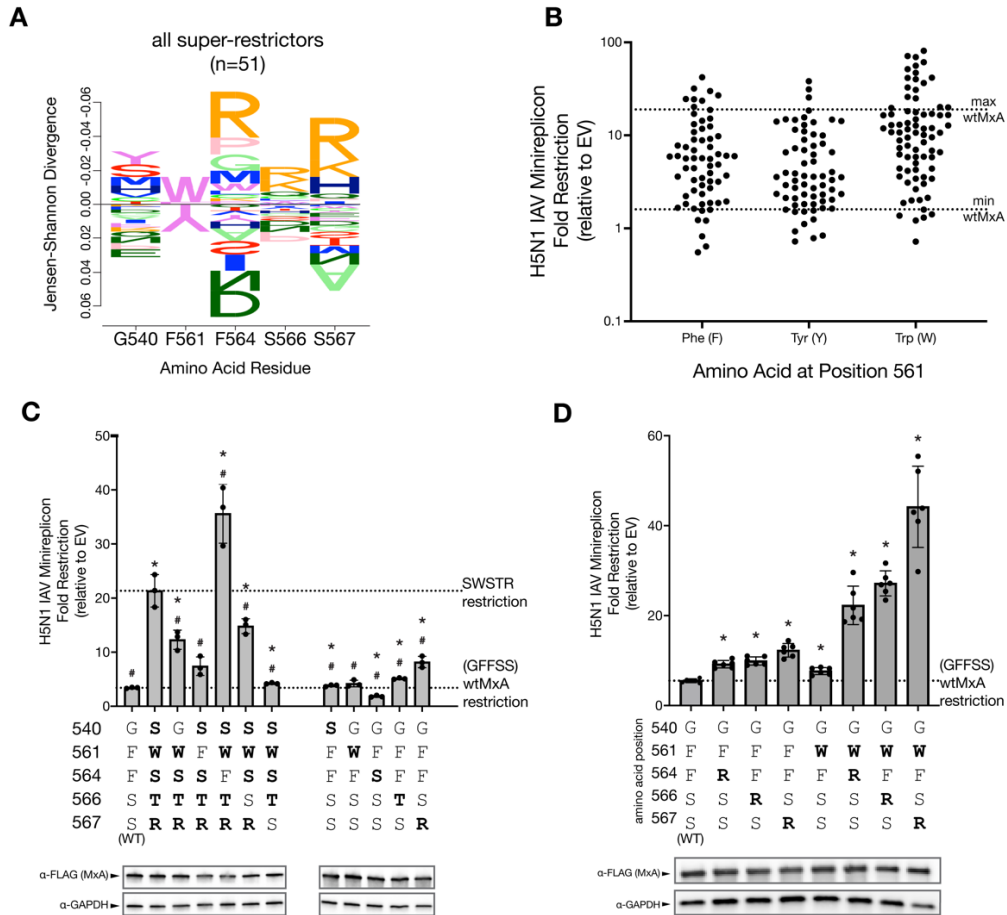 A
all super-restrictors
(n=51)
Jensen-Shannon Divergence
-0.06
-0.04
-0.02
0.00
0.02
0.04
0.06
G540 F561 F564 S566 S567
Amino Acid Residue
B
H5N1 IAV Minireplicon
Fold Restriction
(relative to EV)
100
10
1
0.1
max
wtMxA
min
wtMxA
Phe (F) Tyr (Y) Trp (W)
Amino Acid at Position 561
C
H5N1 IAV Minireplicon
Fold Restriction
(relative to EV)
50
40
30
20
10
0
# * * # # * # * # * # # # * # * # * #
SWSTR
restriction
(GFFSS)
wtMxA
restriction
540 G S G S S S S S G G G G
561 F W W F W W W F W F F F
564 F S S S F S S F F S F F
566 S T T T T S T S S S T S
567 S R R R R R S S S S S R
(WT)
α-FLAG (MxA)
α-GAPDH
D
H5N1 IAV Minireplicon
Fold Restriction
(relative to EV)
60
40
20
0
* * * * * * *
(GFFSS)
wtMxA
restriction
amino acid position
540 G G G G G G G G
561 F F F F W W W W
564 F R F F F R F F
566 S S R S S S R S
567 S S S R S S S R
(WT)
α-FLAG (MxA)
α-GAPDH